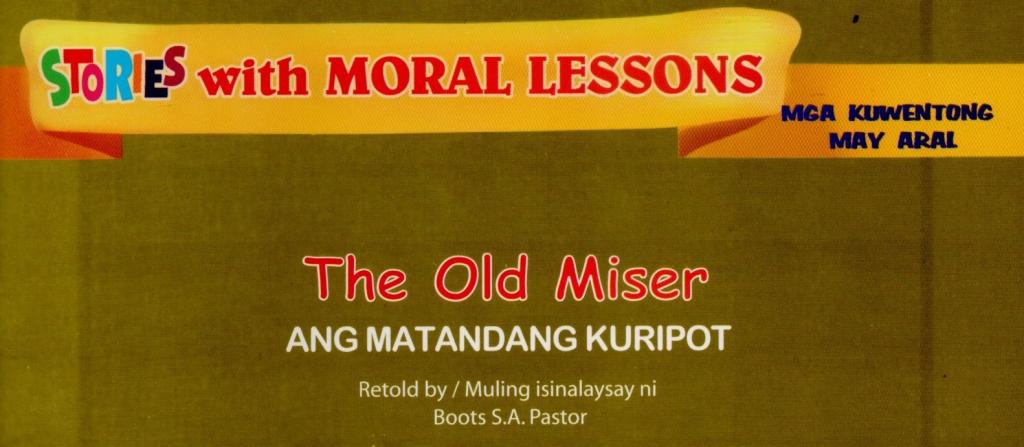 STORIES with MORAL LESSONS
MGA KUWENTONG
MAY ARAL
The Old Miser
ANG MATANDANG KURIPOT
Retold by / Muling isinalaysay ni
Boots S.A. Pastor